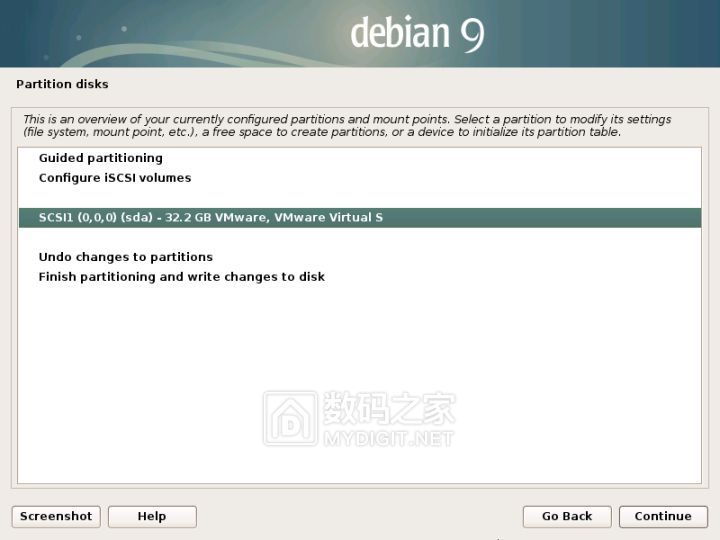 debian 9
Partition disks
This is an overview of your currently configured partitions and mount points. Select a partition to modify its settings
(file system, mount point, etc.), a free space to create partitions, or a device to initialize its partition table.
Guided partitioning
Configure iSCSI volumes
SCSI1 (0,0,0) (sda) - 32.2 GB VMware, VMware Virtual S
Undo changes to partitions
Finish partitioning and write changes to disk
数码之家
MYDIGIT.NET
Screenshot
Help
Go Back
Continue